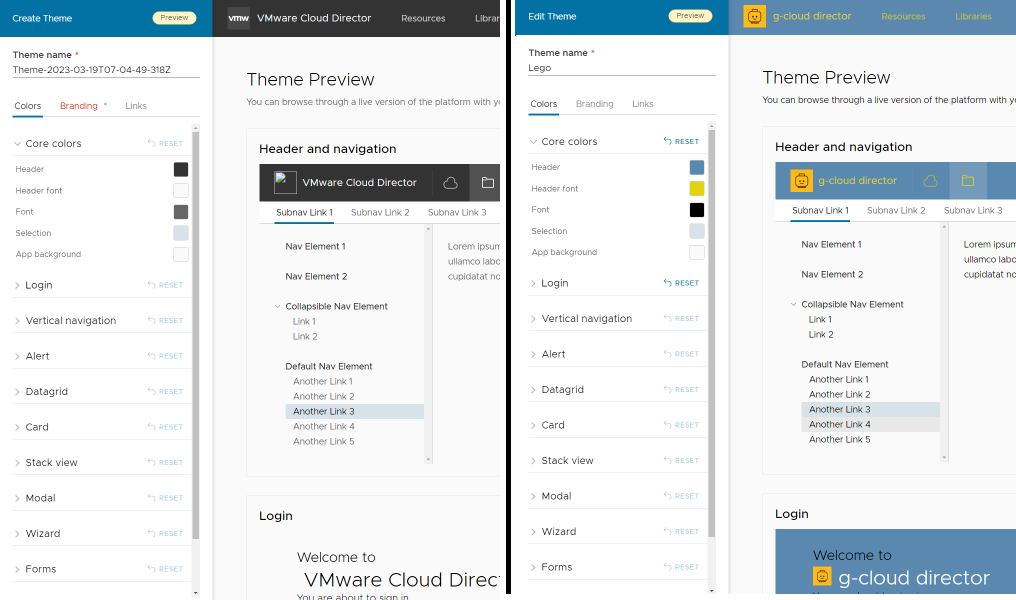 Create Theme
Preview
Theme name *
Theme-2023-03-19T07-04-49-318Z
Colors Branding * Links
Core colors RESET
Header
Header font
Font
Selection
App background
Login RESET
Vertical navigation RESET
Alert RESET
Datagrid RESET
Card RESET
Stack view RESET
Modal RESET
Wizard RESET
Forms RESET
vmw VMware Cloud Director Resources Librar
Theme Preview
You can browse through a live version of the platform with yo
Header and navigation
VMware Cloud Director
Subnav Link 1 Subnav Link 2 Subnav Link 3
Nav Element 1
Nav Element 2
Collapsible Nav Element
Link 1
Link 2
Default Nav Element
Another Link 1
Another Link 2
Another Link 3
Another Link 4
Another Link 5
Lorem ipsum
ullamco labo
cupidatat no
Login
Welcome to
VMware Cloud Direc
You are about to sign in
Edit Theme
Preview
Theme name *
Lego
Colors Branding Links
Core colors RESET
Header
Header font
Font
Selection
App background
Login RESET
Vertical navigation RESET
Alert RESET
Datagrid RESET
Card RESET
Stack view RESET
Modal RESET
Wizard RESET
Forms RESET
g-cloud director Resources Libraries
Theme Preview
You can browse through a live version of the platform with yo
Header and navigation
g-cloud director
Subnav Link 1 Subnav Link 2 Subnav Link 3
Nav Element 1
Nav Element 2
Collapsible Nav Element
Link 1
Link 2
Default Nav Element
Another Link 1
Another Link 2
Another Link 3
Another Link 4
Another Link 5
Lorem ipsum
ullamco labo
cupidatat no
Login
Welcome to
g-cloud director